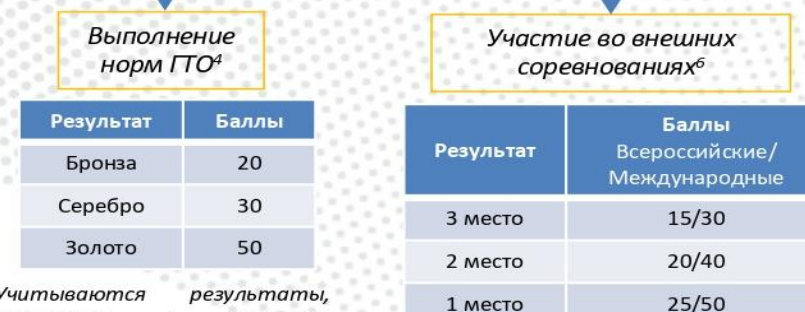 Выполнение
норм ГТО⁴
Результат Баллы
Бронза 20
Серебро 30
Золото 50
Учитываются результаты,
Участие во внешних
соревнованиях⁶
Результат Баллы
Всероссийские/
Международные
3 место 15/30
2 место 20/40
1 место 25/50